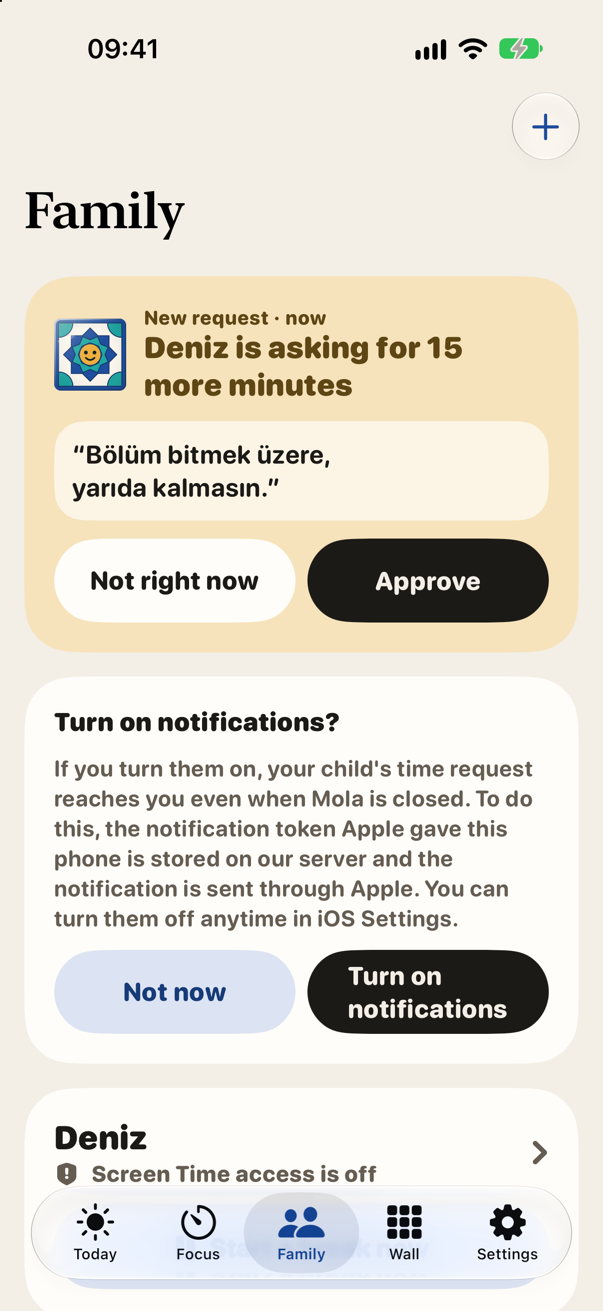 09:41
Family
New request · now
Deniz is asking for 15
more minutes
“Bölüm bitmek üzere,
yarıda kalmasın.”
Not right now
Approve
Turn on notifications?
If you turn them on, your child's time request
reaches you even when Mola is closed. To do
this, the notification token Apple gave this
phone is stored on our server and the
notification is sent through Apple. You can
turn them off anytime in iOS Settings.
Not now
Turn on
notifications
Deniz
Screen Time access is off
Today
Focus
Family
Wall
Settings